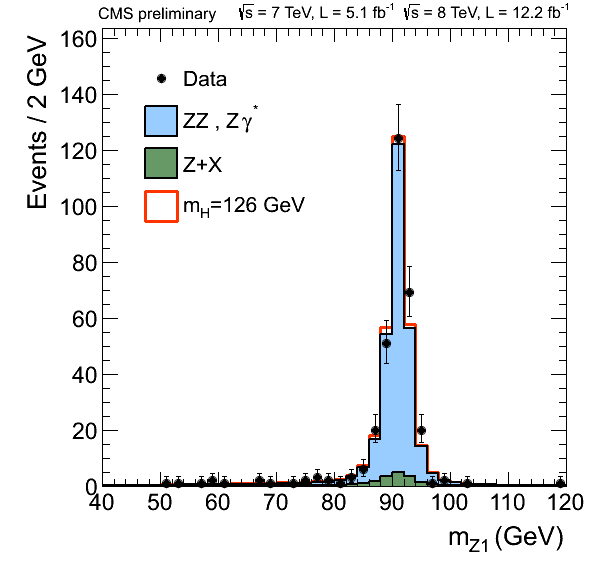 CMS preliminary √s = 7 TeV, L = 5.1 fb⁻¹ √s = 8 TeV, L = 12.2 fb⁻¹
Events / 2 GeV
160
140
120
100
80
60
40
20
0
Data
ZZ , Zγ*
Z+X
m_H=126 GeV
40 50 60 70 80 90 100 110 120
m_Z1 (GeV)